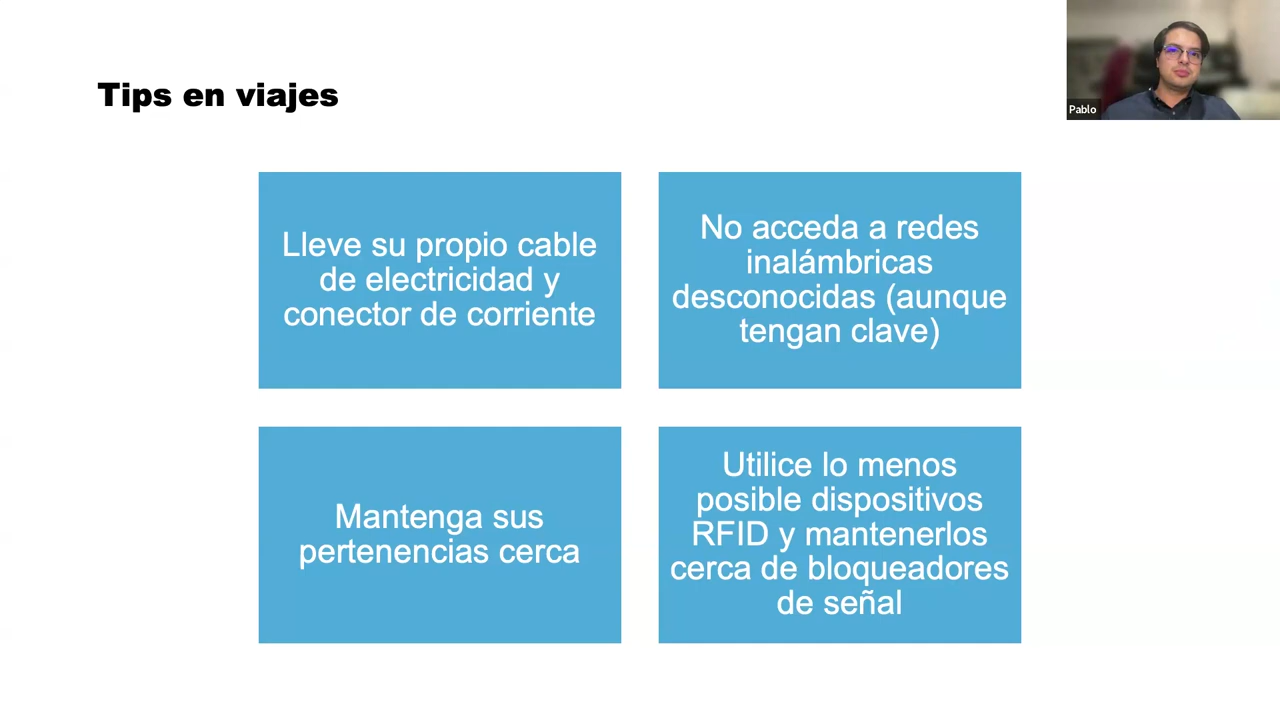 Tips en viajes
Pablo
Lleve su propio cable
de electricidad y
conector de corriente
No acceda a redes
inalámbricas
desconocidas (aunque
tengan clave)
Mantenga sus
pertenencias cerca
Utilice lo menos
posible dispositivos
RFID y mantenerlos
cerca de bloqueadores
de señal